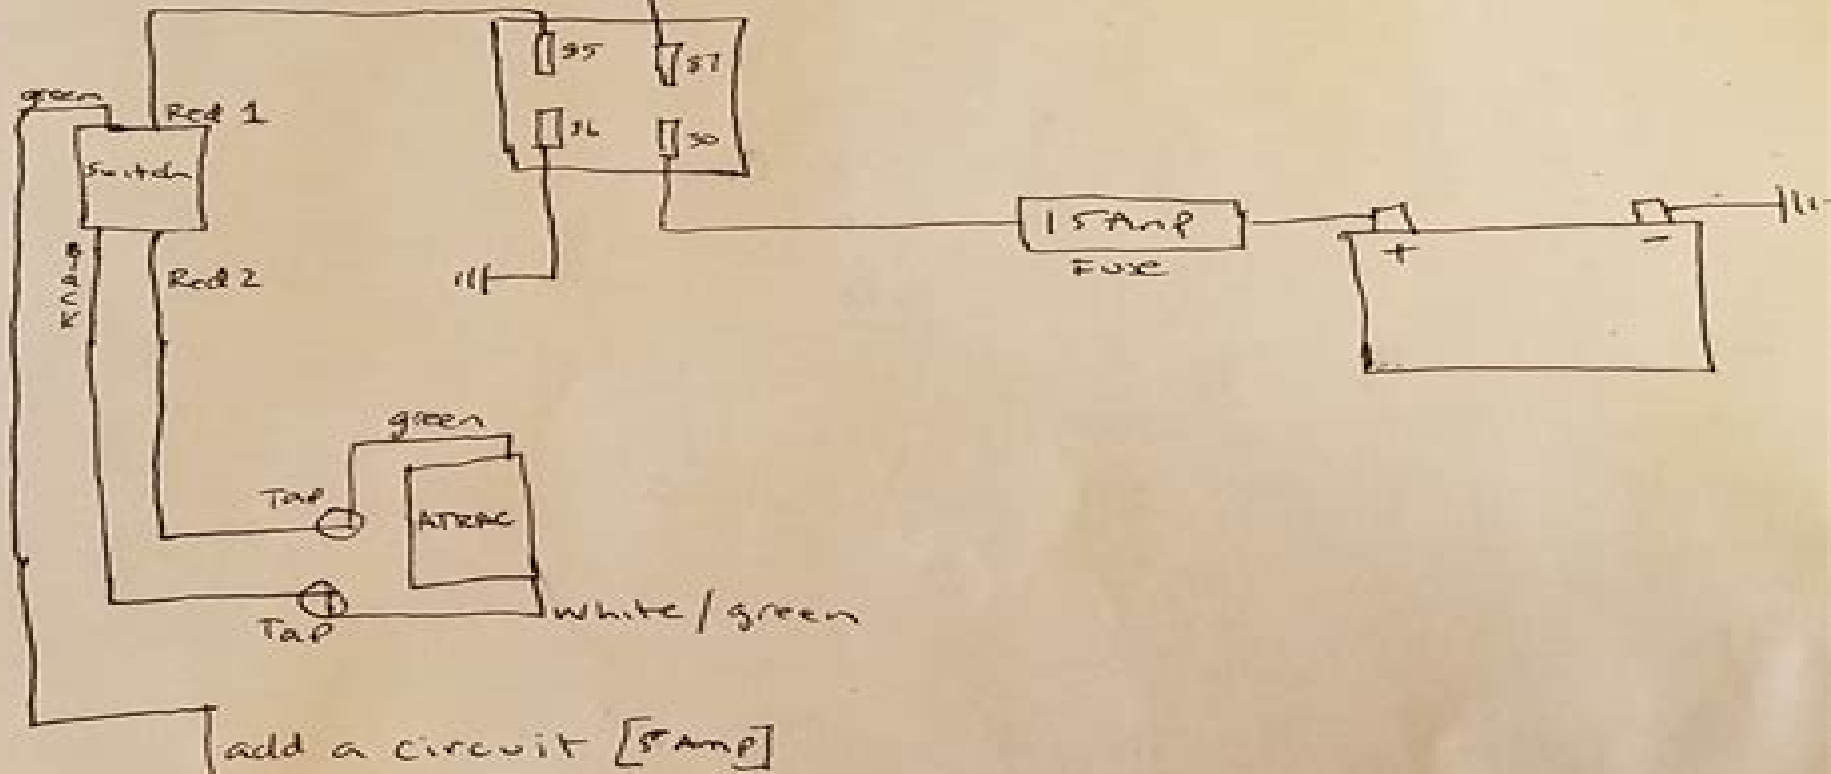 85
87
green
Red 1
86
30
Switch
15 Amp
+
-
Fuse
Red 2
green
Tap
ATRAC
white/green
Tap
add a circuit [5 Amp]